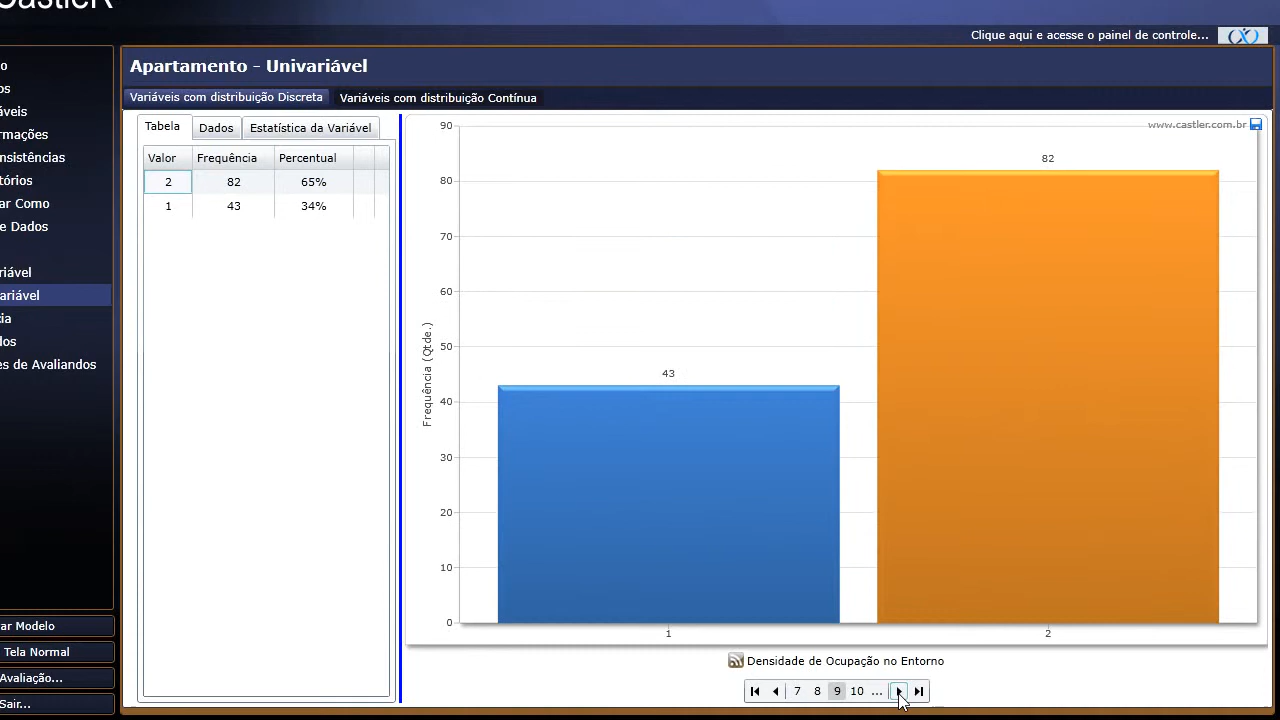 Clique aqui e acesse o painel de controle...
Apartamento - Univariável
Variáveis com distribuição Discreta
Variáveis com distribuição Contínua
o
os
áveis
rmações
nsistências
tórios
ar Como
e Dados
riável
ariável
ia
los
es de Avaliandos
ar Modelo
Tela Normal
Avaliação...
Sair...
Tabela
Dados
Estatística da Variável
Valor Frequência Percentual
2 82 65%
1 43 34%
www.castler.com.br
90
80
70
60
50
40
30
20
10
0
Frequência (Qtde.)
43
82
1
2
Densidade de Ocupação no Entorno
7 8 9 10 ...